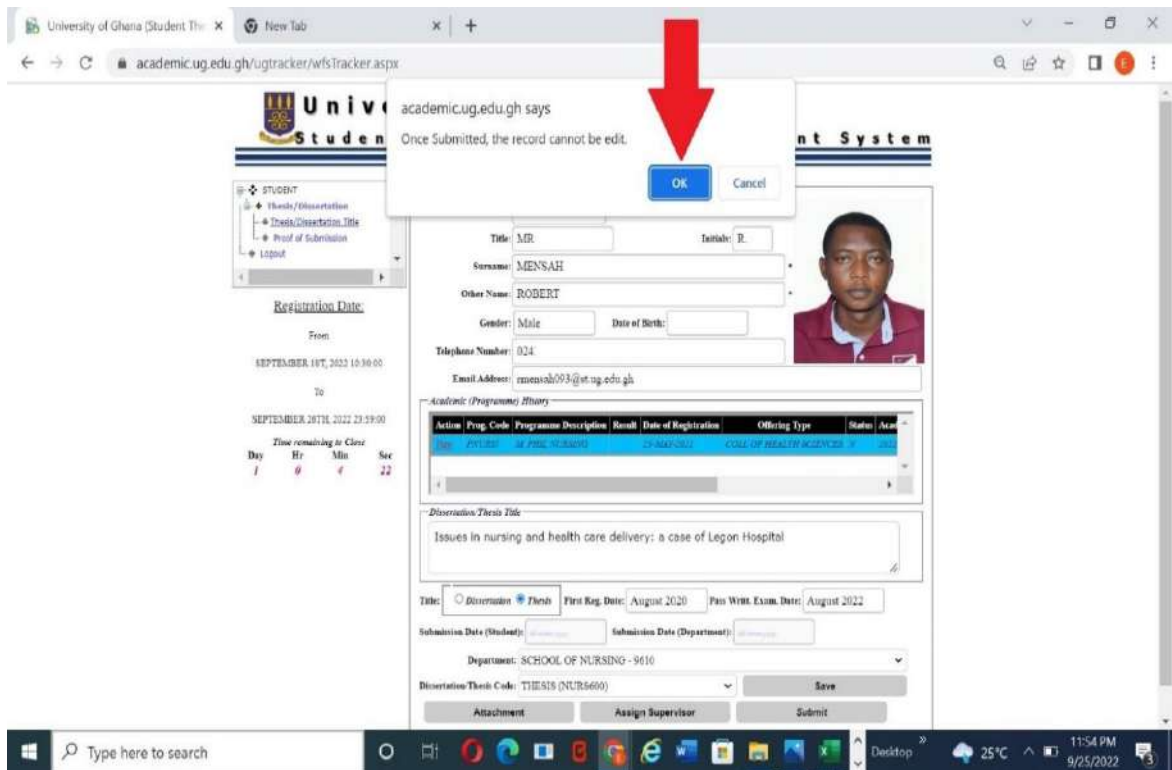 University of Ghana (Student The
New Tab
academic.ug.edu.gh/ugtracker/wfsTracker.aspx
E
academic.ug.edu.gh says
Once Submitted, the record cannot be edit.
OK Cancel
Unive
Studen nt System
STUDENT
Thesis/Dissertation
Thesis/Dissertation Title
Proof of Submission
Logout
Registration Date:
From
SEPTEMBER 1ST, 2022 10:30:00
To
SEPTEMBER 26TH, 2022 23:59:00
Time remaining to Close
Day Hr Min Sec
1 0 4 22
Title: MR Initials: R.
Surname: MENSAH *
Other Name: ROBERT *
Gender: Male Date of Birth:
Telephone Number: 024
Email Address: rmensah093@st.ug.edu.gh
Academic (Programme) History
Action Prog. Code Programme Description Result Date of Registration Offering Type Status Acad
M PHIL NURSING COLL OF HEALTH SCIENCES
Dissertation/Thesis Title
Issues in nursing and health care delivery: a case of Legon Hospital
Title: Dissertation Thesis First Reg. Date: August 2020 Pass Writt. Exam. Date: August 2022
Submission Date (Student): Submission Date (Department):
Department: SCHOOL OF NURSING - 9610
Dissertation/Thesis Code: THESIS (NURS600) Save
Attachment Assign Supervisor Submit
Type here to search
Desktop
25°C
11:54 PM
9/25/2022
3